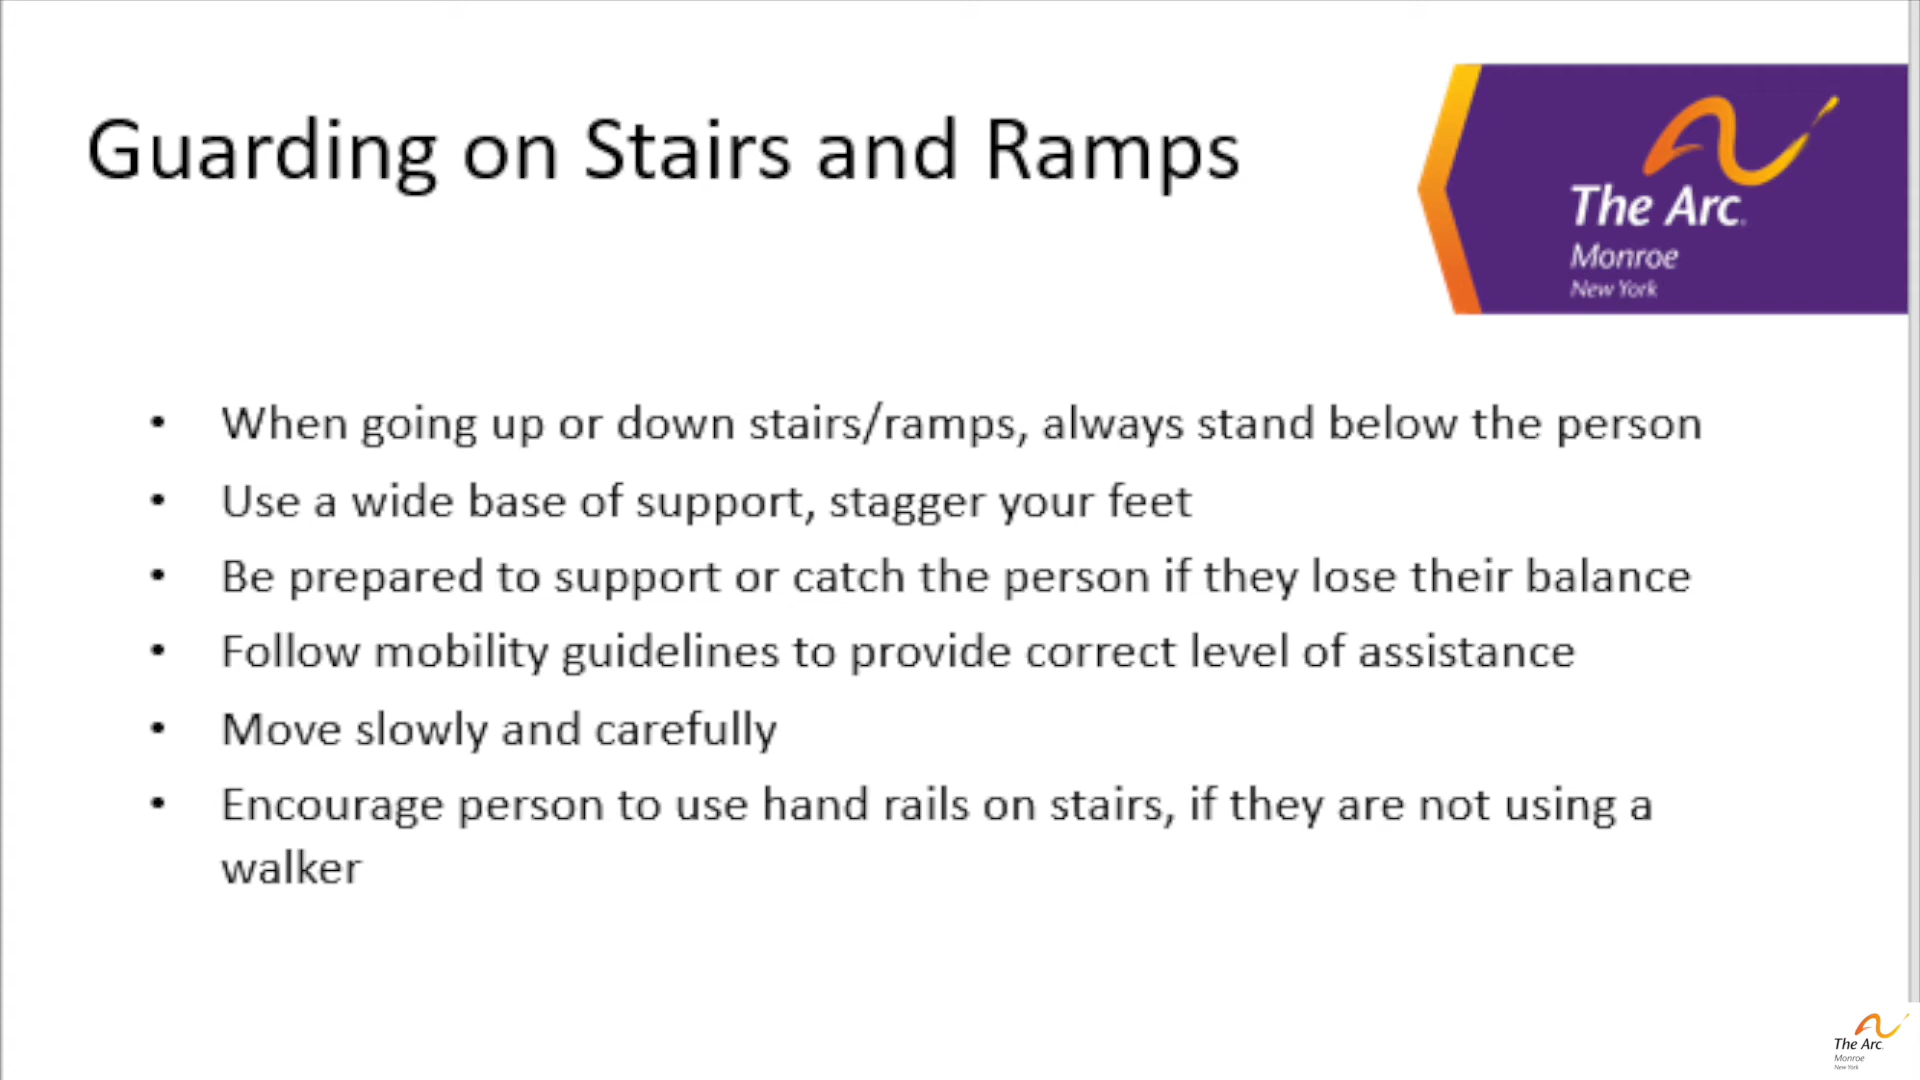 Guarding on Stairs and Ramps
The Arc
Monroe
New York
• When going up or down stairs/ramps, always stand below the person
• Use a wide base of support, stagger your feet
• Be prepared to support or catch the person if they lose their balance
• Follow mobility guidelines to provide correct level of assistance
• Move slowly and carefully
• Encourage person to use hand rails on stairs, if they are not using a
walker
The Arc
Monroe
New York